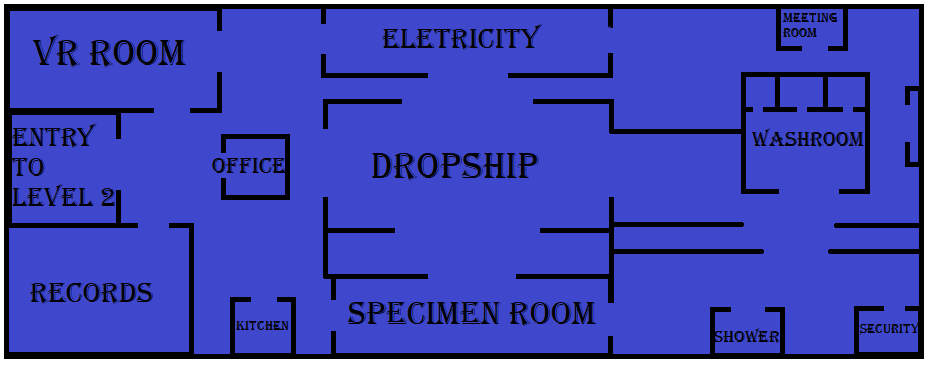 MEETING
ROOM
VR ROOM
ELETRICITY
ENTRY
TO
LEVEL 2
OFFICE
DROPSHIP
WASHROOM
RECORDS
KITCHEN
SPECIMEN ROOM
SHOWER
SECURITY